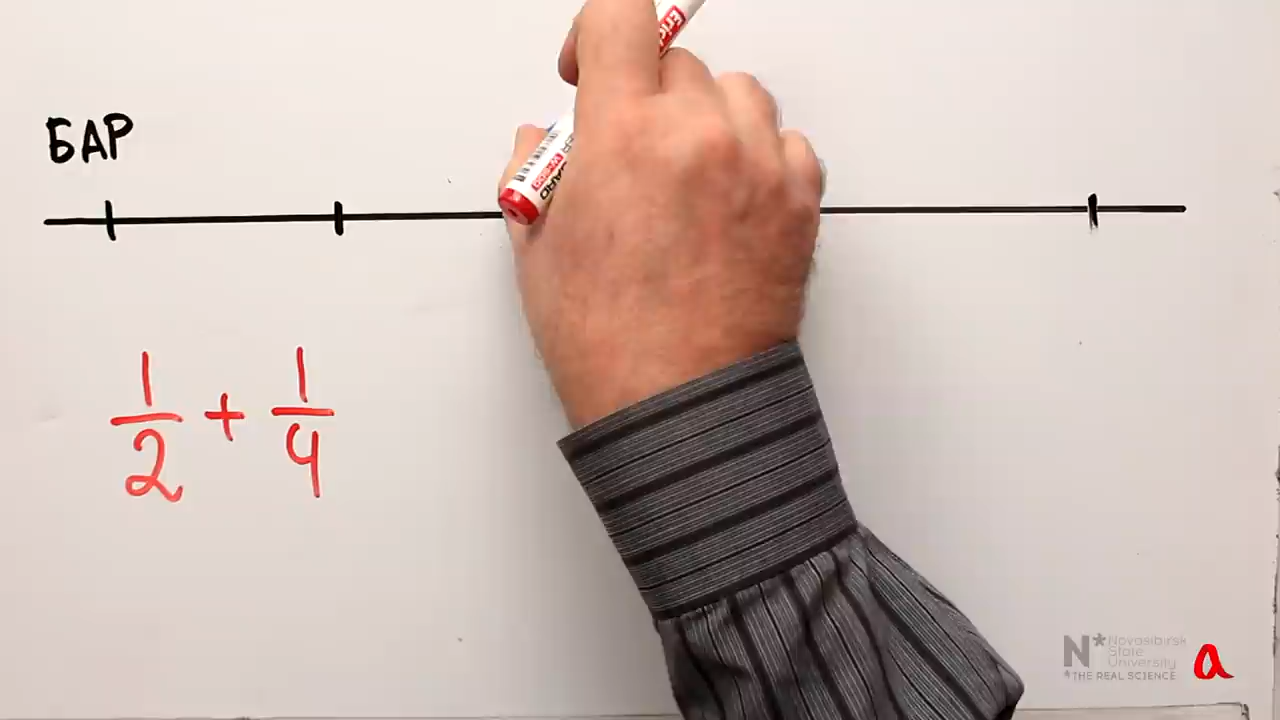 БАР
1/2 + 1/4
N* Novosibirsk
State
University
*THE REAL SCIENCE
a